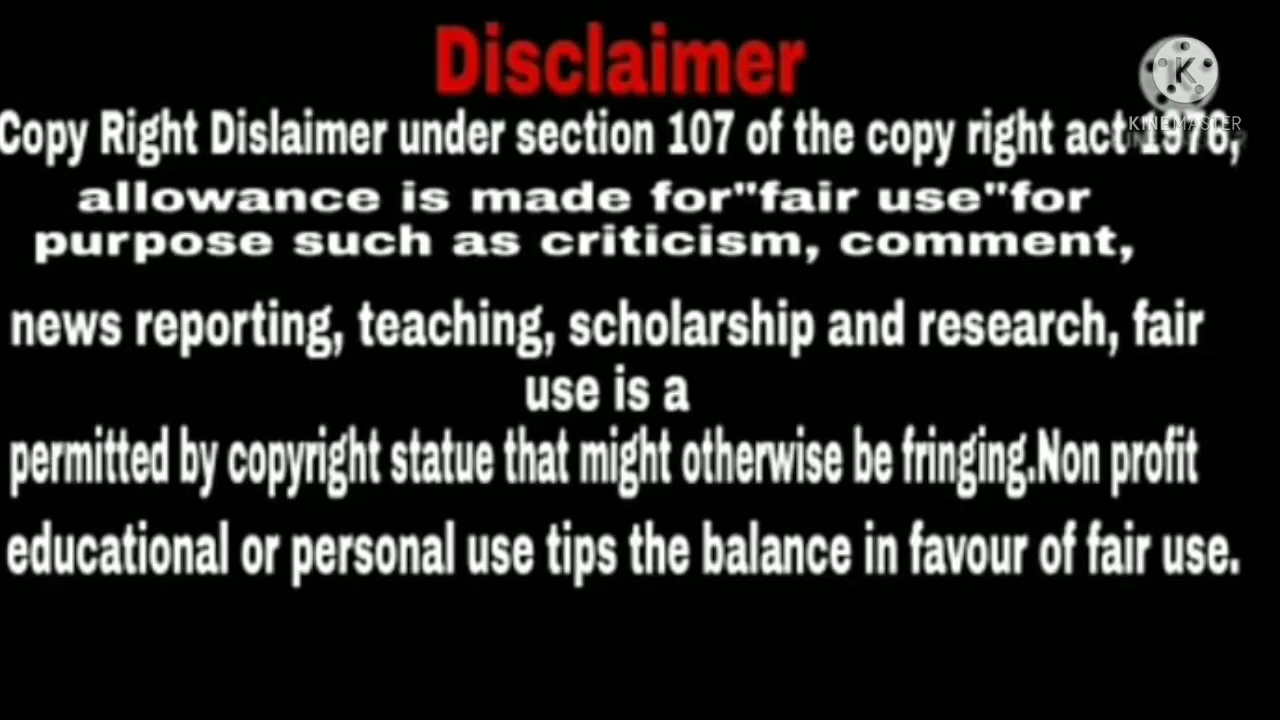 Disclaimer
Copy Right Dislaimer under section 107 of the copy right act 1976,
allowance is made for"fair use"for
purpose such as criticism, comment,
news reporting, teaching, scholarship and research, fair
use is a
permitted by copyright statue that might otherwise be fringing.Non profit
educational or personal use tips the balance in favour of fair use.
K
KINEMASTER